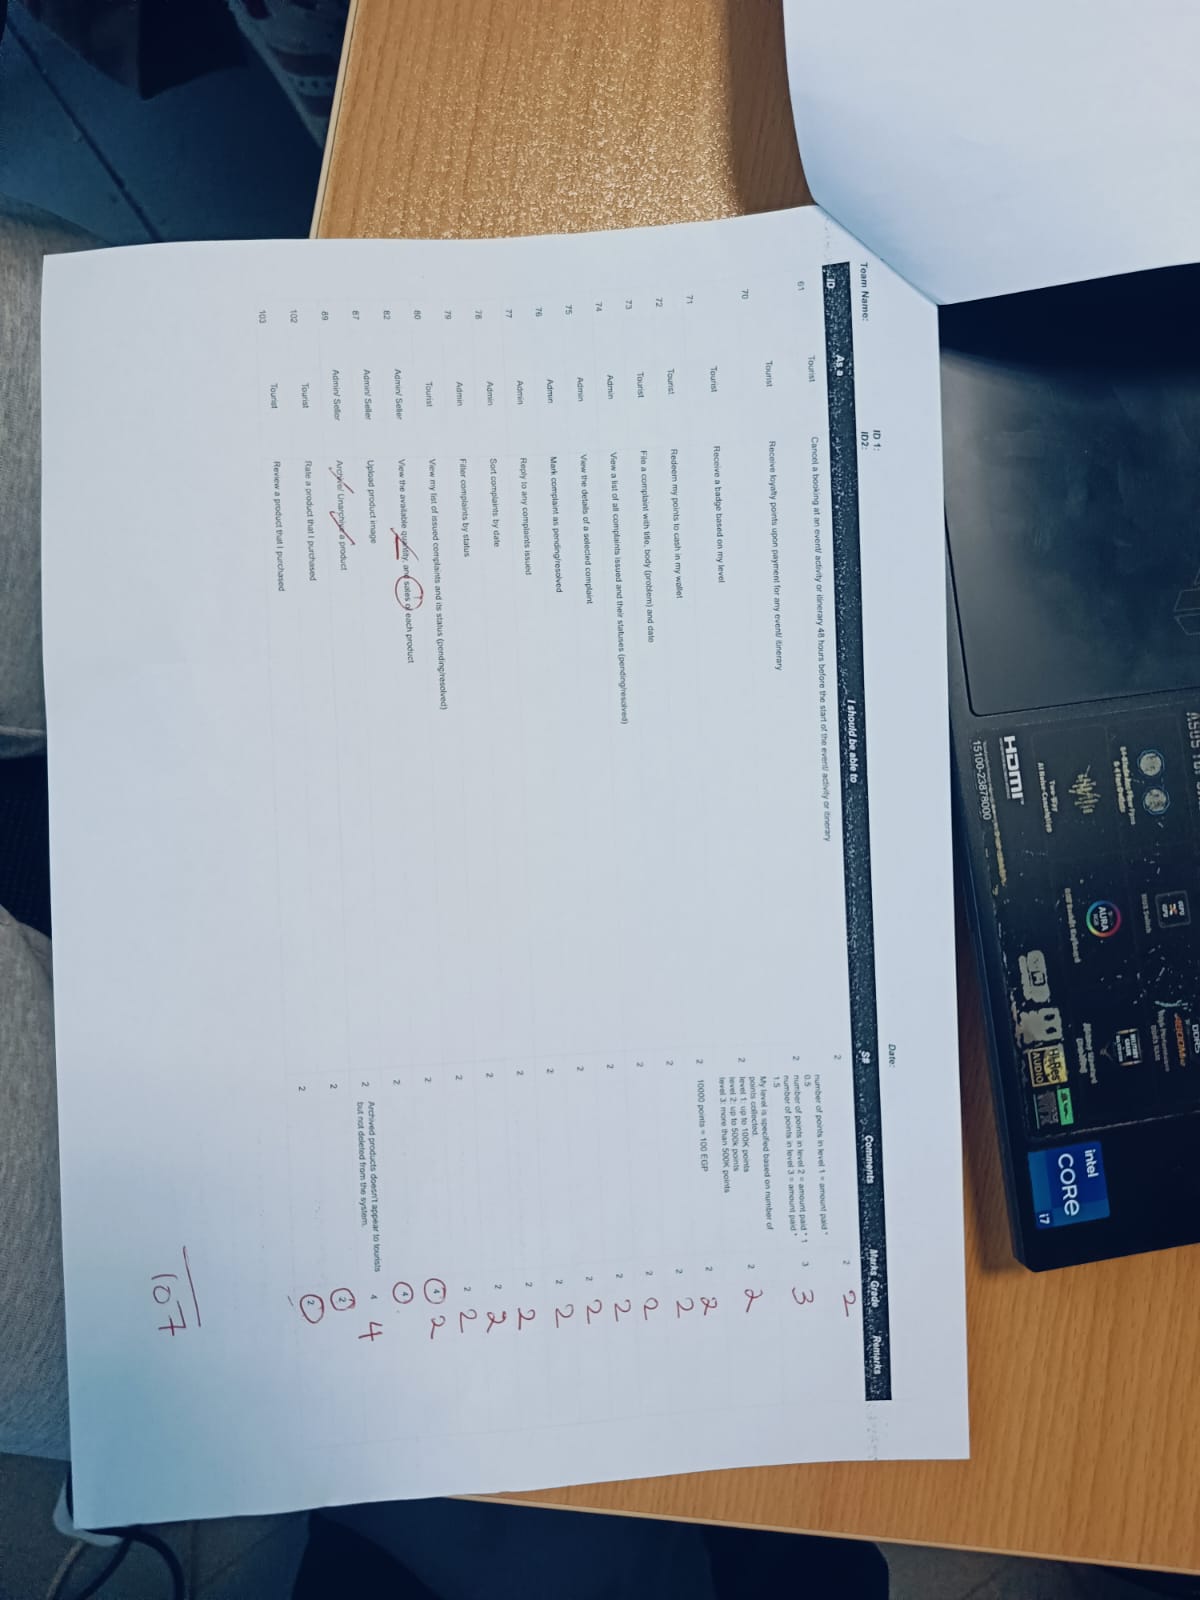 ASUS TUF
84-Blade Arc Flow Fans
MUX Switch
DDR5
4800MHz
High Performance
DDR5 RAM
Two-Way
AI Noise-Cancelation
AURA
RGB
RGB Backlit Keyboard
MILITARY
GRADE
Military Standard
HDMI™
15100-23878000
Hi-Res
AUDIO
intel
CORE
i7
Team Name:
ID 1:
ID2:
Date:
ID As a I should be able to S# Comments Marks Grade Remarks
61 Tourist Cancel a booking at an event/ activity or itinerary 48 hours before the start of the event/ activity or itinerary 2 2 2
70 Tourist Receive loyalty points upon payment for any event/ itinerary 2 number of points in level 1 = amount paid *
0.5
number of points in level 2 = amount paid * 1
number of points in level 3 = amount paid *
1.5
3 3
71 Tourist Receive a badge based on my level 2 My level is specified based on number of
points collected.
level 1: up to 100K points
level 2: up to 500k points
level 3: more than 500K points
2 2
72 Tourist Redeem my points to cash in my wallet 2 10000 points = 100 EGP 2 2
73 Tourist File a complaint with title, body (problem) and date 2 2 2
74 Admin View a list of all complaints issued and their statuses (pending/resolved) 2 2 2
75 Admin View the details of a selected complaint 2 2 2
76 Admin Mark complaint as pending/resolved 2 2 2
77 Admin Reply to any complaints issued 2 2 2
78 Admin Sort complaints by date 2 2 2
79 Admin Filter complaints by status 2 2 2
80 Tourist View my list of issued complaints and its status (pending/resolved) 2 2 2
82 Admin/ Seller View the available quantity, and sales of each product 2 4 2
87 Admin/ Seller Upload product image 2 4
89 Admin/ Seller Archive/ Unarchive a product 2 Archived products doesn't appear to tourists
but not deleted from the system.
4 4
102 Tourist Rate a product that I purchased 2 2
103 Tourist Review a product that I purchased 2 2
107